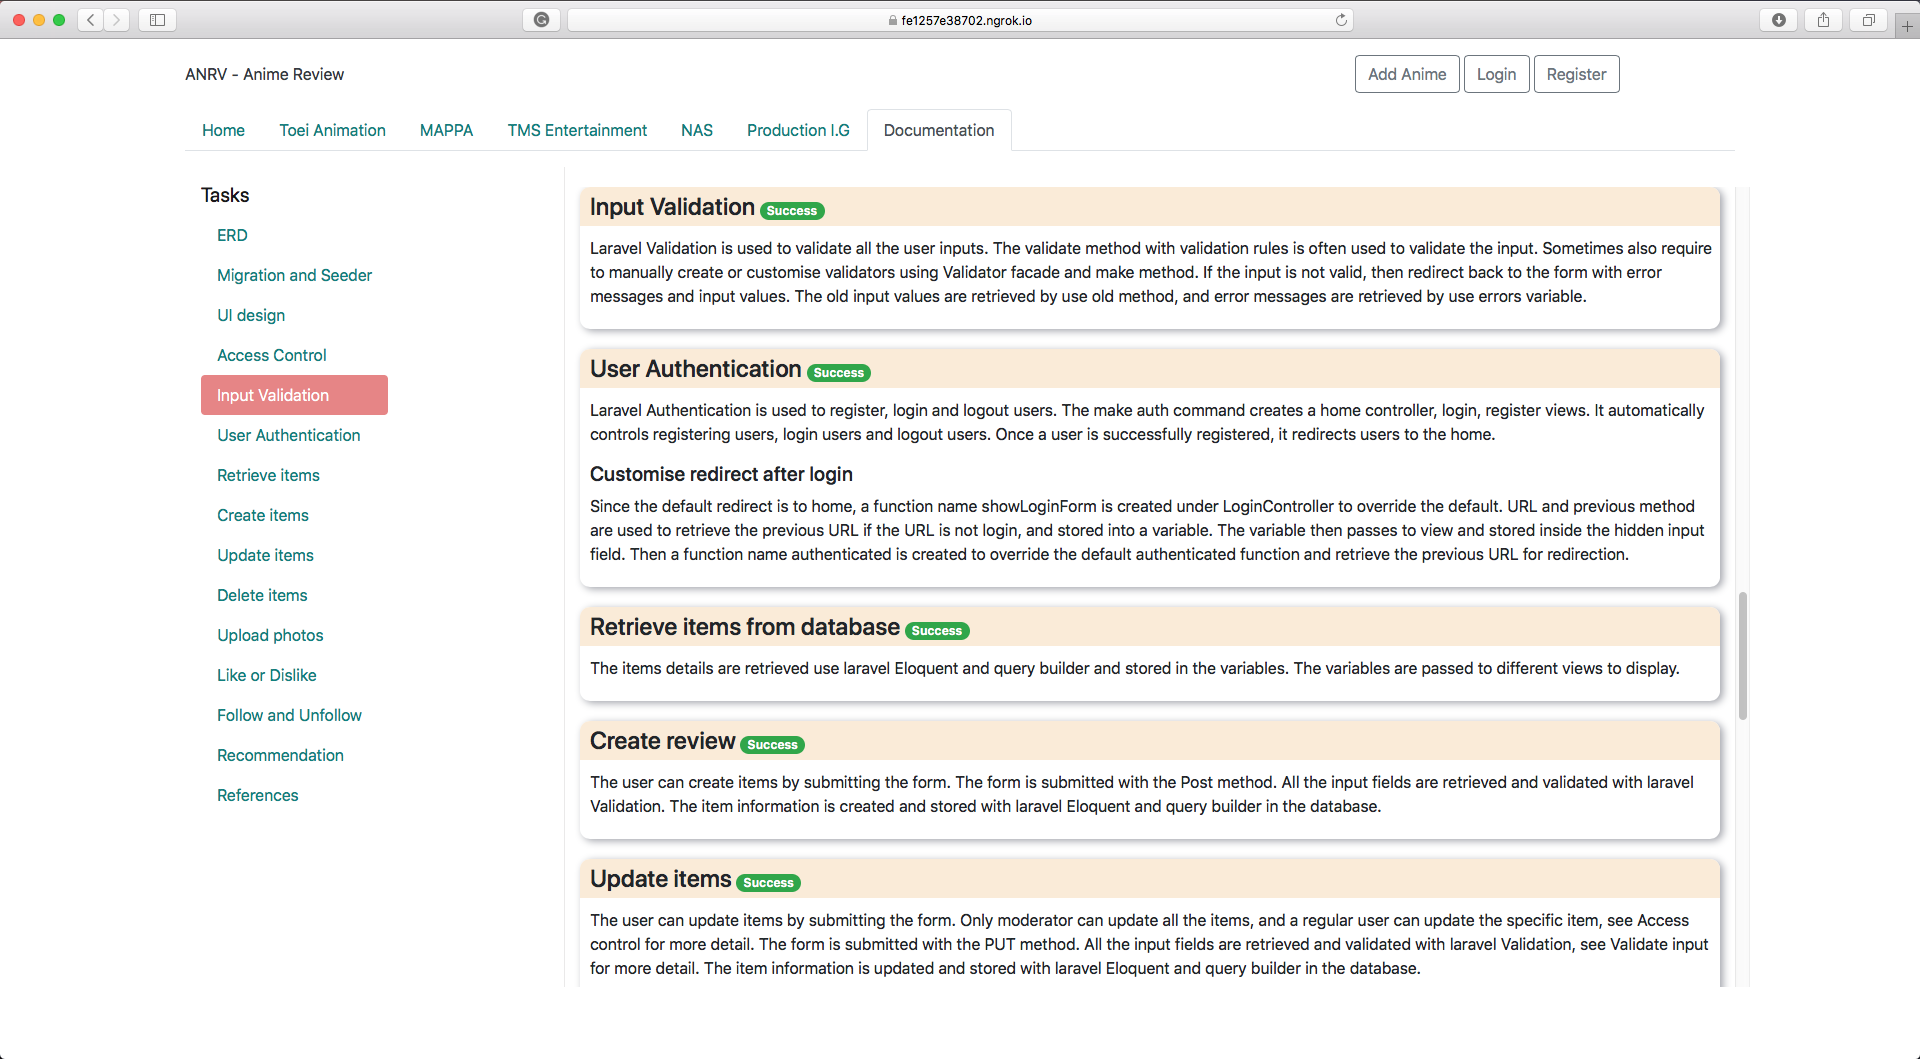 fe1257e38702.ngrok.io
ANRV - Anime Review
Add Anime Login Register
Home Toei Animation MAPPA TMS Entertainment NAS Production I.G Documentation
Tasks
ERD
Migration and Seeder
UI design
Access Control
Input Validation
User Authentication
Retrieve items
Create items
Update items
Delete items
Upload photos
Like or Dislike
Follow and Unfollow
Recommendation
References
Input Validation Success
Laravel Validation is used to validate all the user inputs. The validate method with validation rules is often used to validate the input. Sometimes also require
to manually create or customise validators using Validator facade and make method. If the input is not valid, then redirect back to the form with error
messages and input values. The old input values are retrieved by use old method, and error messages are retrieved by use errors variable.
User Authentication Success
Laravel Authentication is used to register, login and logout users. The make auth command creates a home controller, login, register views. It automatically
controls registering users, login users and logout users. Once a user is successfully registered, it redirects users to the home.
Customise redirect after login
Since the default redirect is to home, a function name showLoginForm is created under LoginController to override the default. URL and previous method
are used to retrieve the previous URL if the URL is not login, and stored into a variable. The variable then passes to view and stored inside the hidden input
field. Then a function name authenticated is created to override the default authenticated function and retrieve the previous URL for redirection.
Retrieve items from database Success
The items details are retrieved use laravel Eloquent and query builder and stored in the variables. The variables are passed to different views to display.
Create review Success
The user can create items by submitting the form. The form is submitted with the Post method. All the input fields are retrieved and validated with laravel
Validation. The item information is created and stored with laravel Eloquent and query builder in the database.
Update items Success
The user can update items by submitting the form. Only moderator can update all the items, and a regular user can update the specific item, see Access
control for more detail. The form is submitted with the PUT method. All the input fields are retrieved and validated with laravel Validation, see Validate input
for more detail. The item information is updated and stored with laravel Eloquent and query builder in the database.